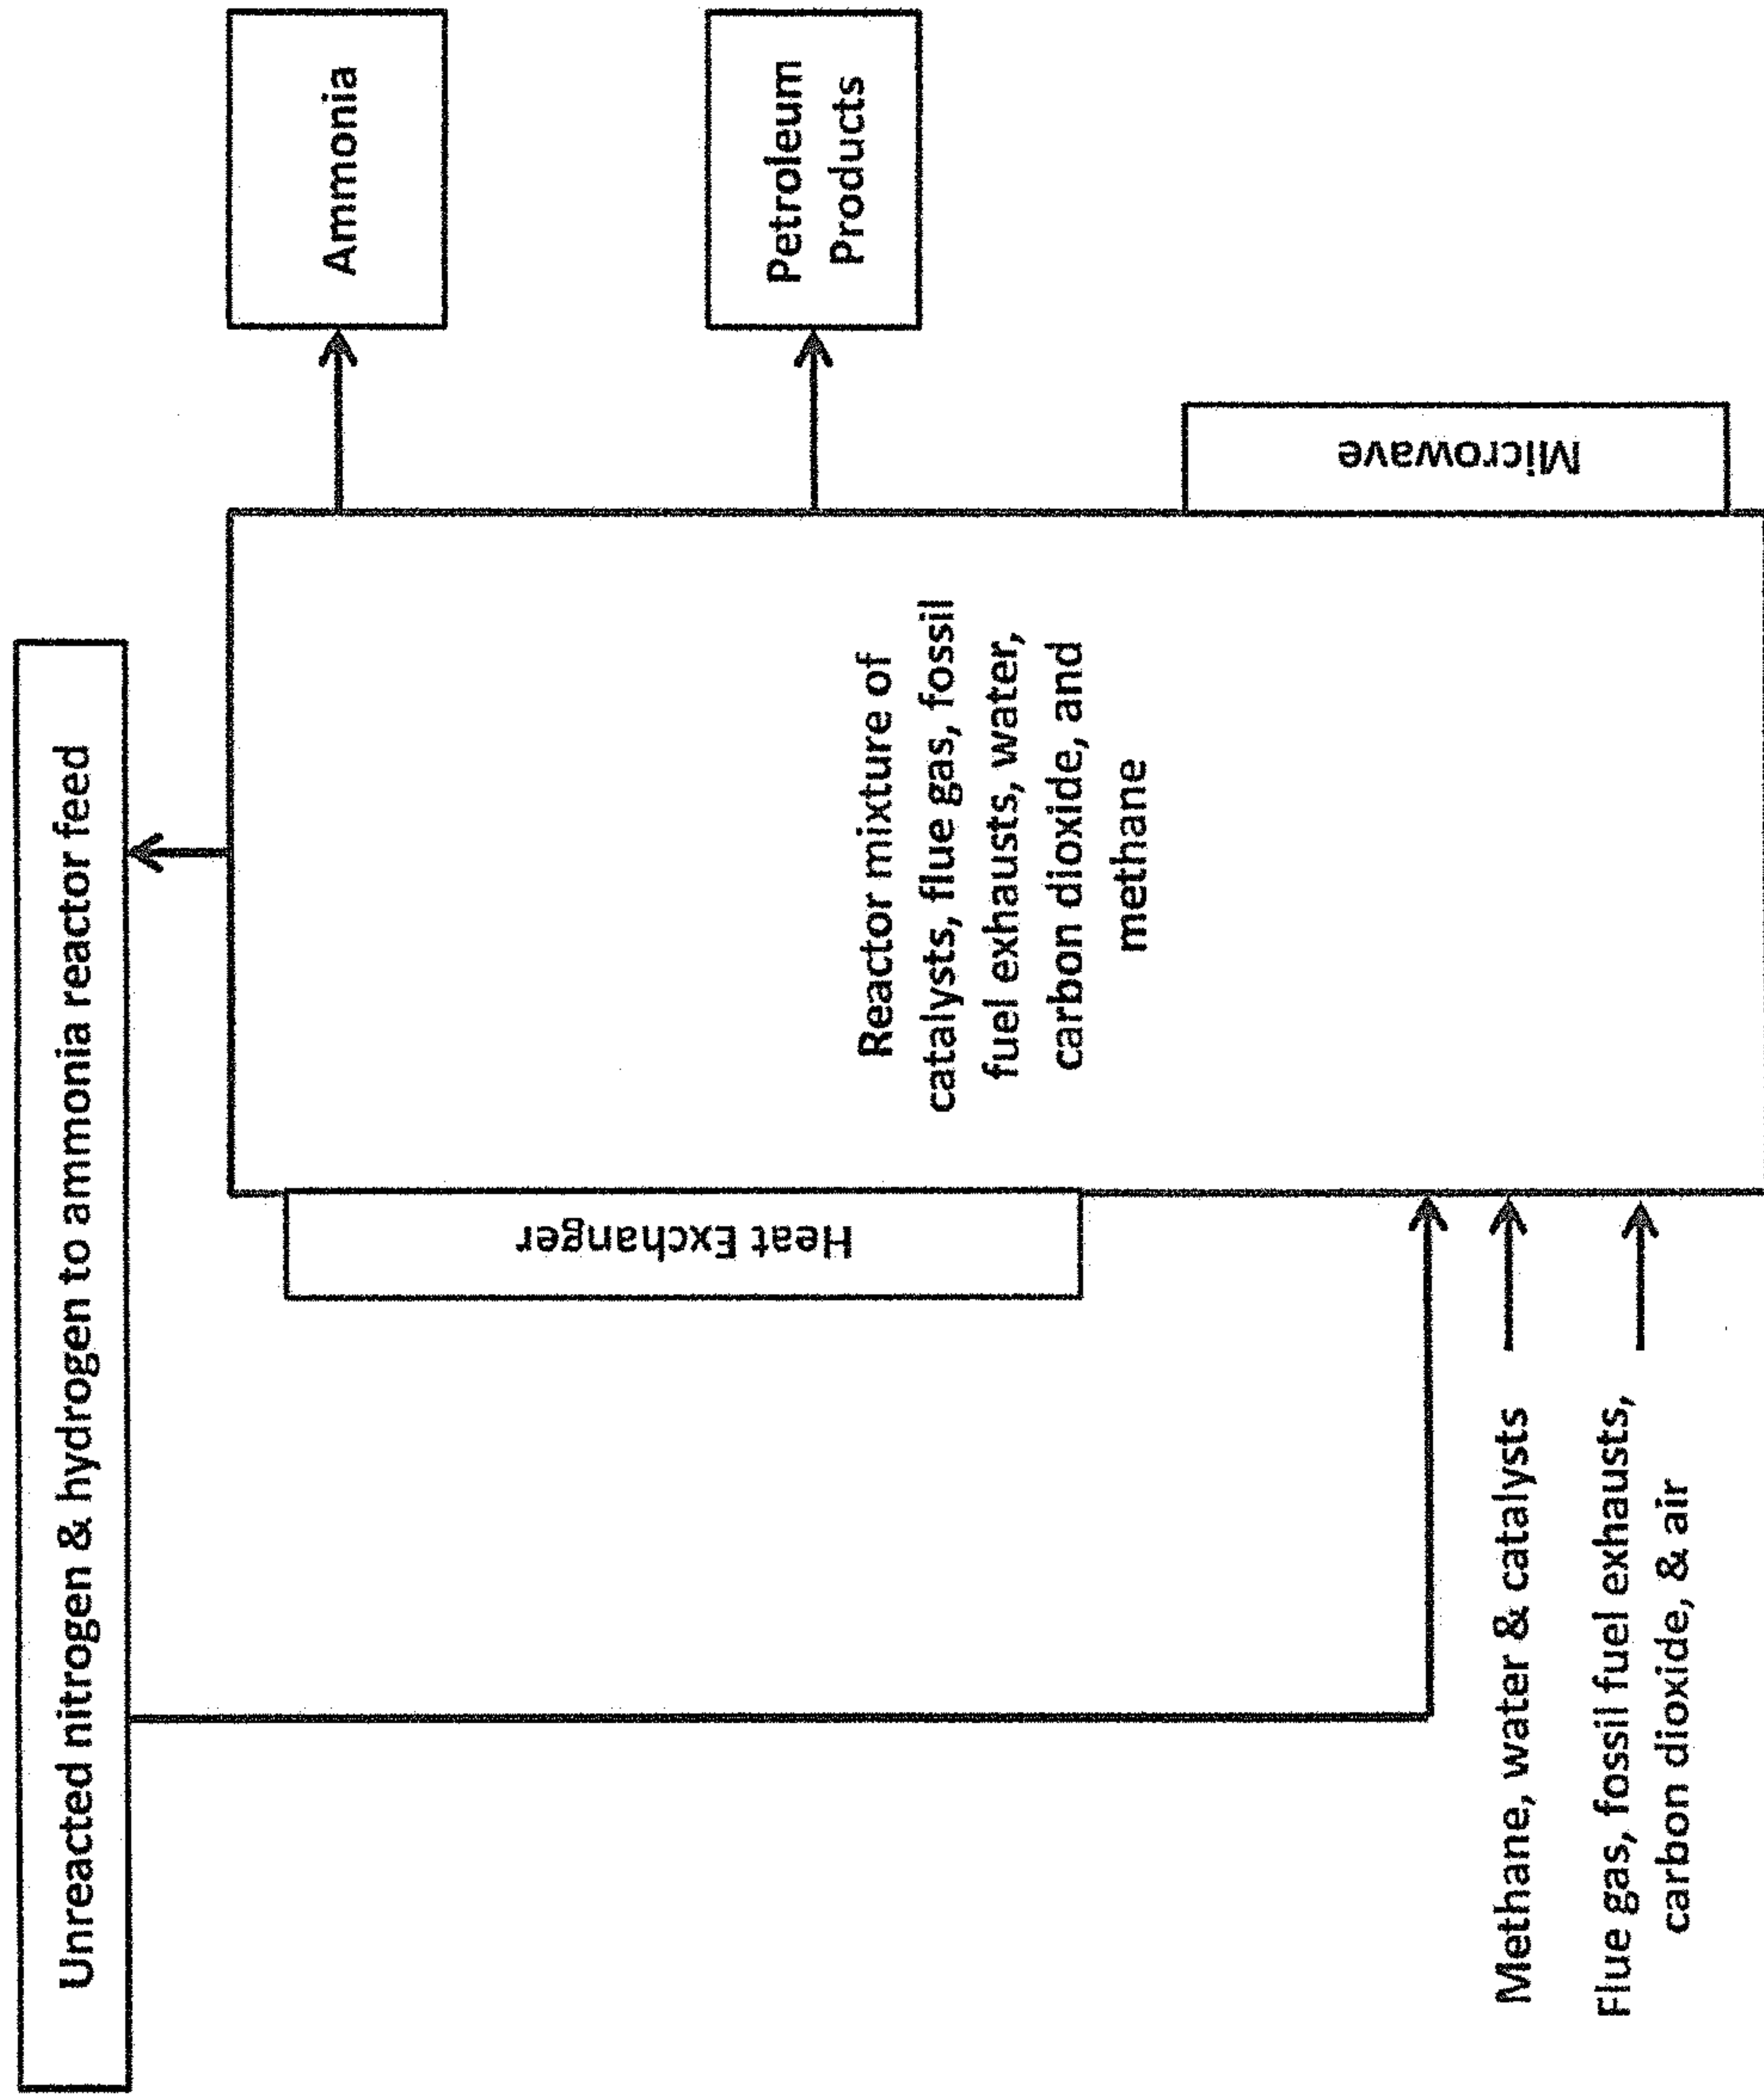 Unreacted nitrogen & hydrogen to ammonia reactor feed
Heat Exchanger
Reactor mixture of
catalysts, flue gas, fossil
fuel exhausts, water,
carbon dioxide, and
methane
Ammonia
Petroleum
Products
Microwave
Methane, water & catalysts
Flue gas, fossil fuel exhausts,
carbon dioxide, & air